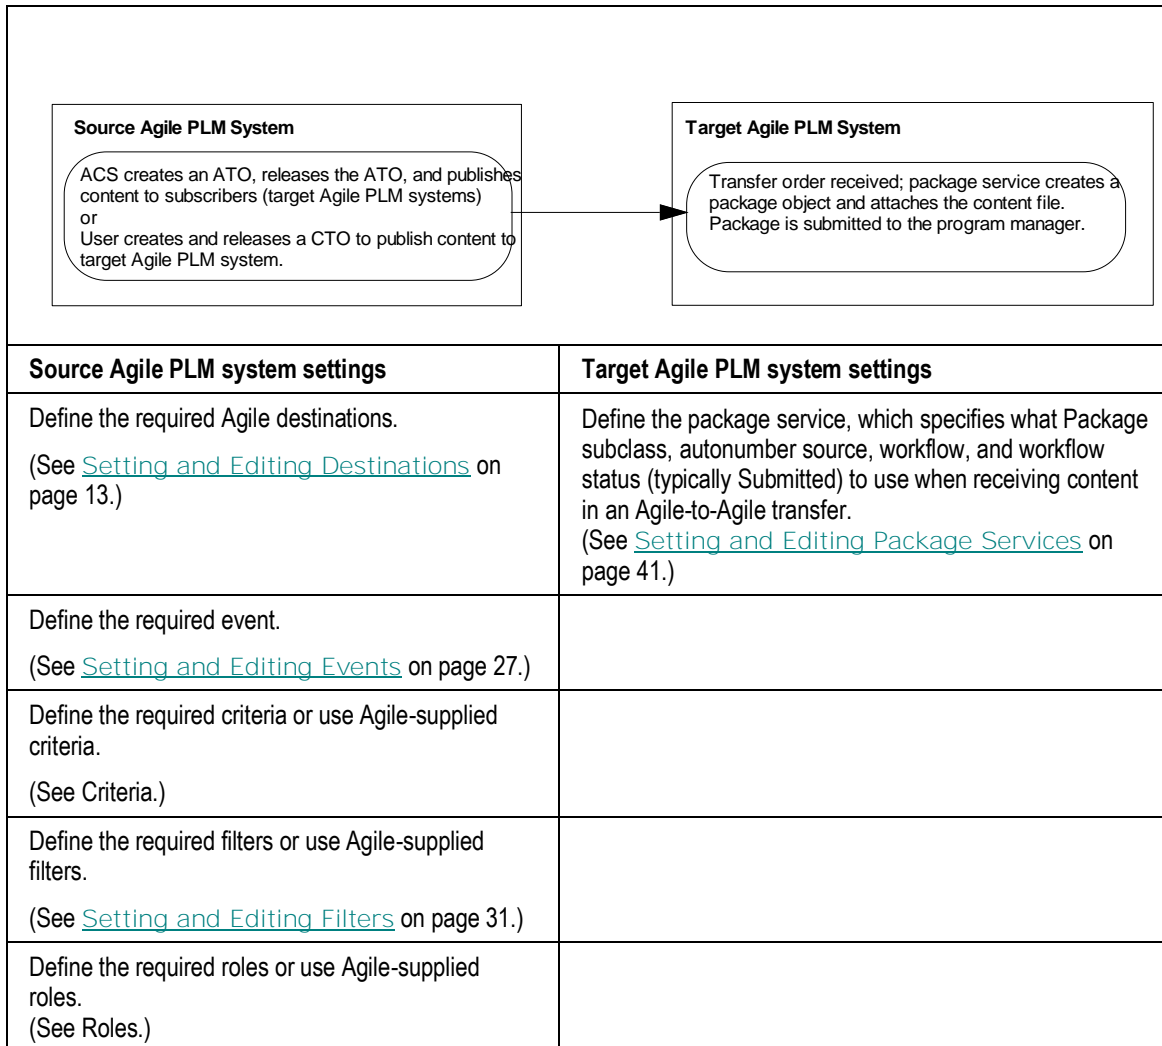 Source Agile PLM System
ACS creates an ATO, releases the ATO, and publishes
content to subscribers (target Agile PLM systems)
or
User creates and releases a CTO to publish content to
target Agile PLM system.
Target Agile PLM System
Transfer order received; package service creates a
package object and attaches the content file.
Package is submitted to the program manager.
Source Agile PLM system settings
Target Agile PLM system settings
Define the required Agile destinations.
(See Setting and Editing Destinations on
page 13.)
Define the package service, which specifies what Package
subclass, autonumber source, workflow, and workflow
status (typically Submitted) to use when receiving content
in an Agile-to-Agile transfer.
(See Setting and Editing Package Services on
page 41.)
Define the required event.
(See Setting and Editing Events on page 27.)
Define the required criteria or use Agile-supplied
criteria.
(See Criteria.)
Define the required filters or use Agile-supplied
filters.
(See Setting and Editing Filters on page 31.)
Define the required roles or use Agile-supplied
roles.
(See Roles.)